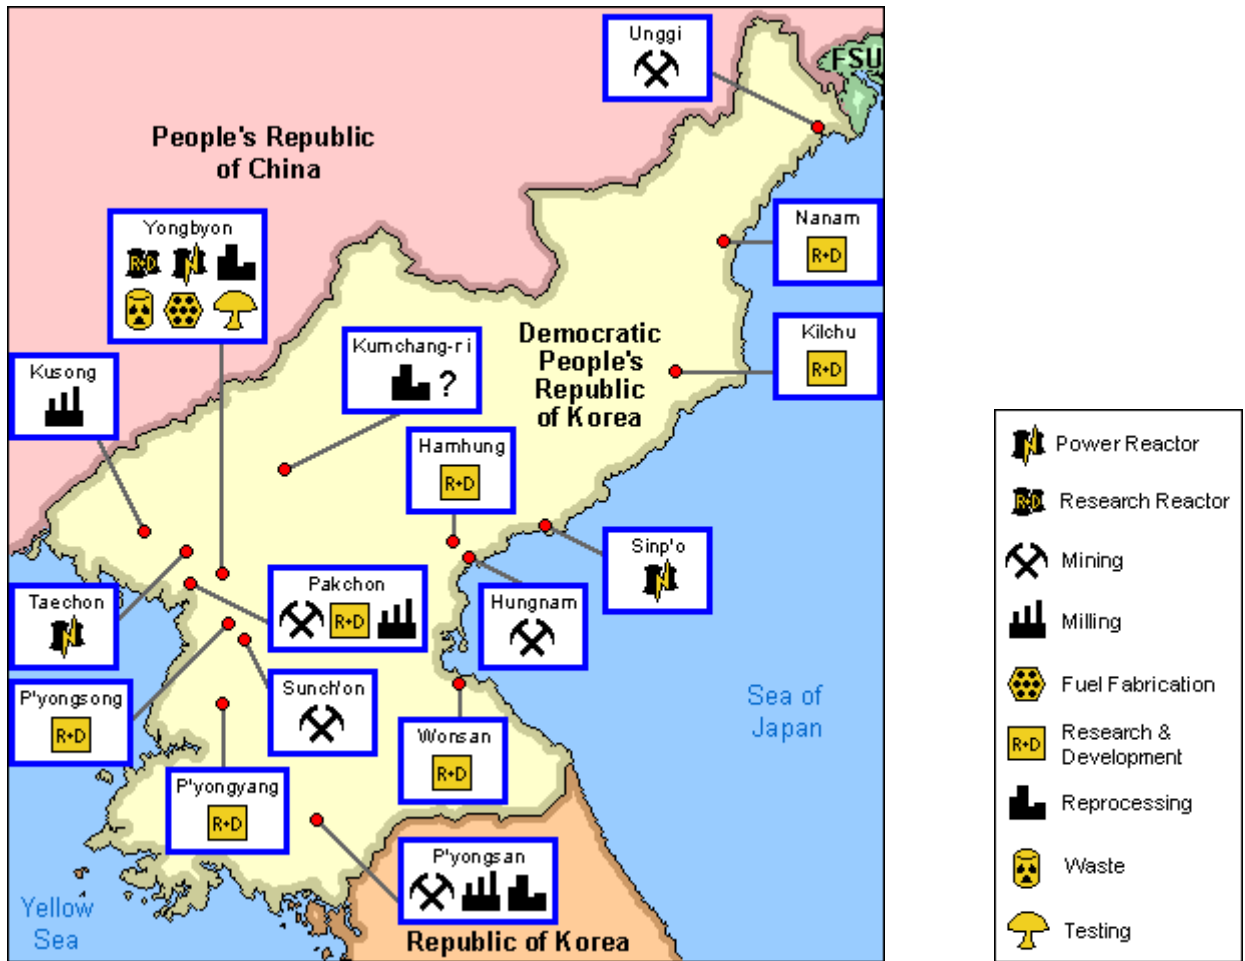 Unggi
FSU
People's Republic
of China
Yongbyon
R+D
Nanam
R+D
Kilchu
R+D
Democratic
People's
Republic
of Korea
Kumchang-ri
?
Kusong
Hamhung
R+D
Sinp'o
Taechon
Pakchon
R+D
Hungnam
P'yongsong
R+D
Sunch'on
Wonsan
R+D
Sea of
Japan
P'yongyang
R+D
P'yongsan
Yellow
Sea
Republic of Korea
Power Reactor
R+D Research Reactor
Mining
Milling
Fuel Fabrication
R+D Research &
Development
Reprocessing
Waste
Testing